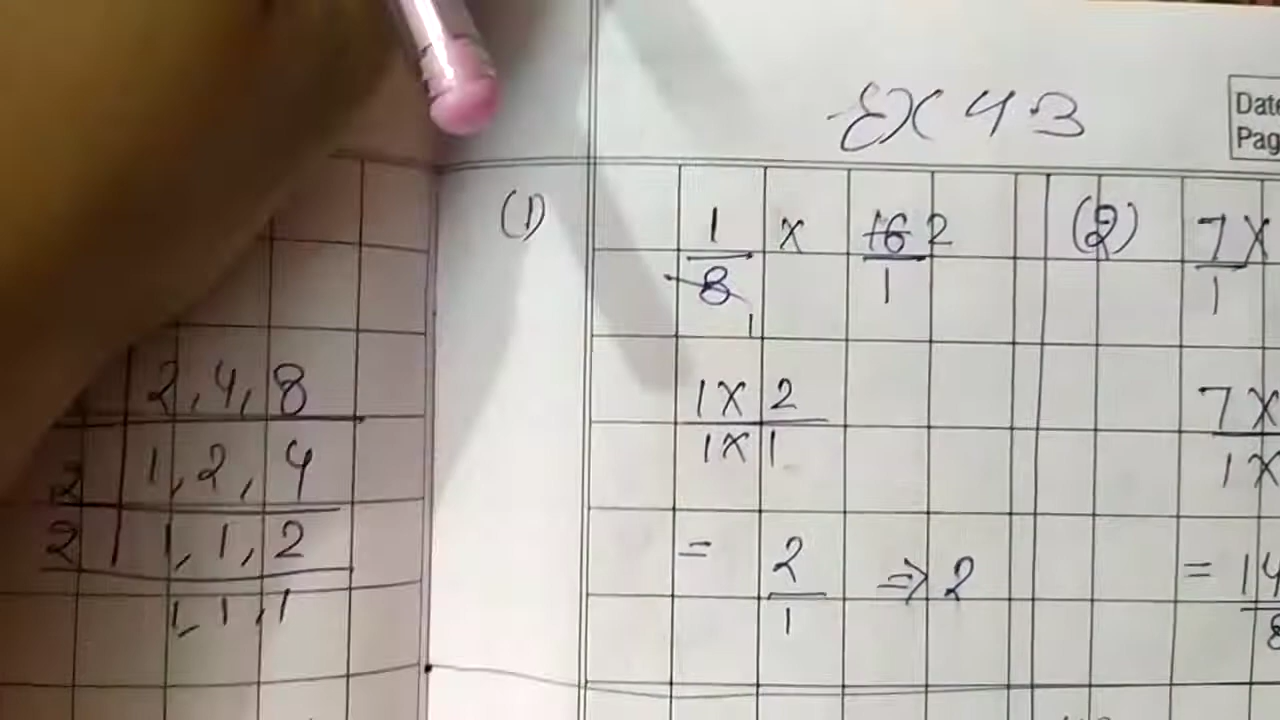 Ex 4.3
Date
Pag
2, 4, 8
2 1, 2, 4
2 1, 1, 2
1, 1, 1
(1) 1 x 16 2
8 1
1
1 x 2
1 x 1
= 2 ⇒ 2
1
(2) 7 x
1
7 x
1 x
= 14
8